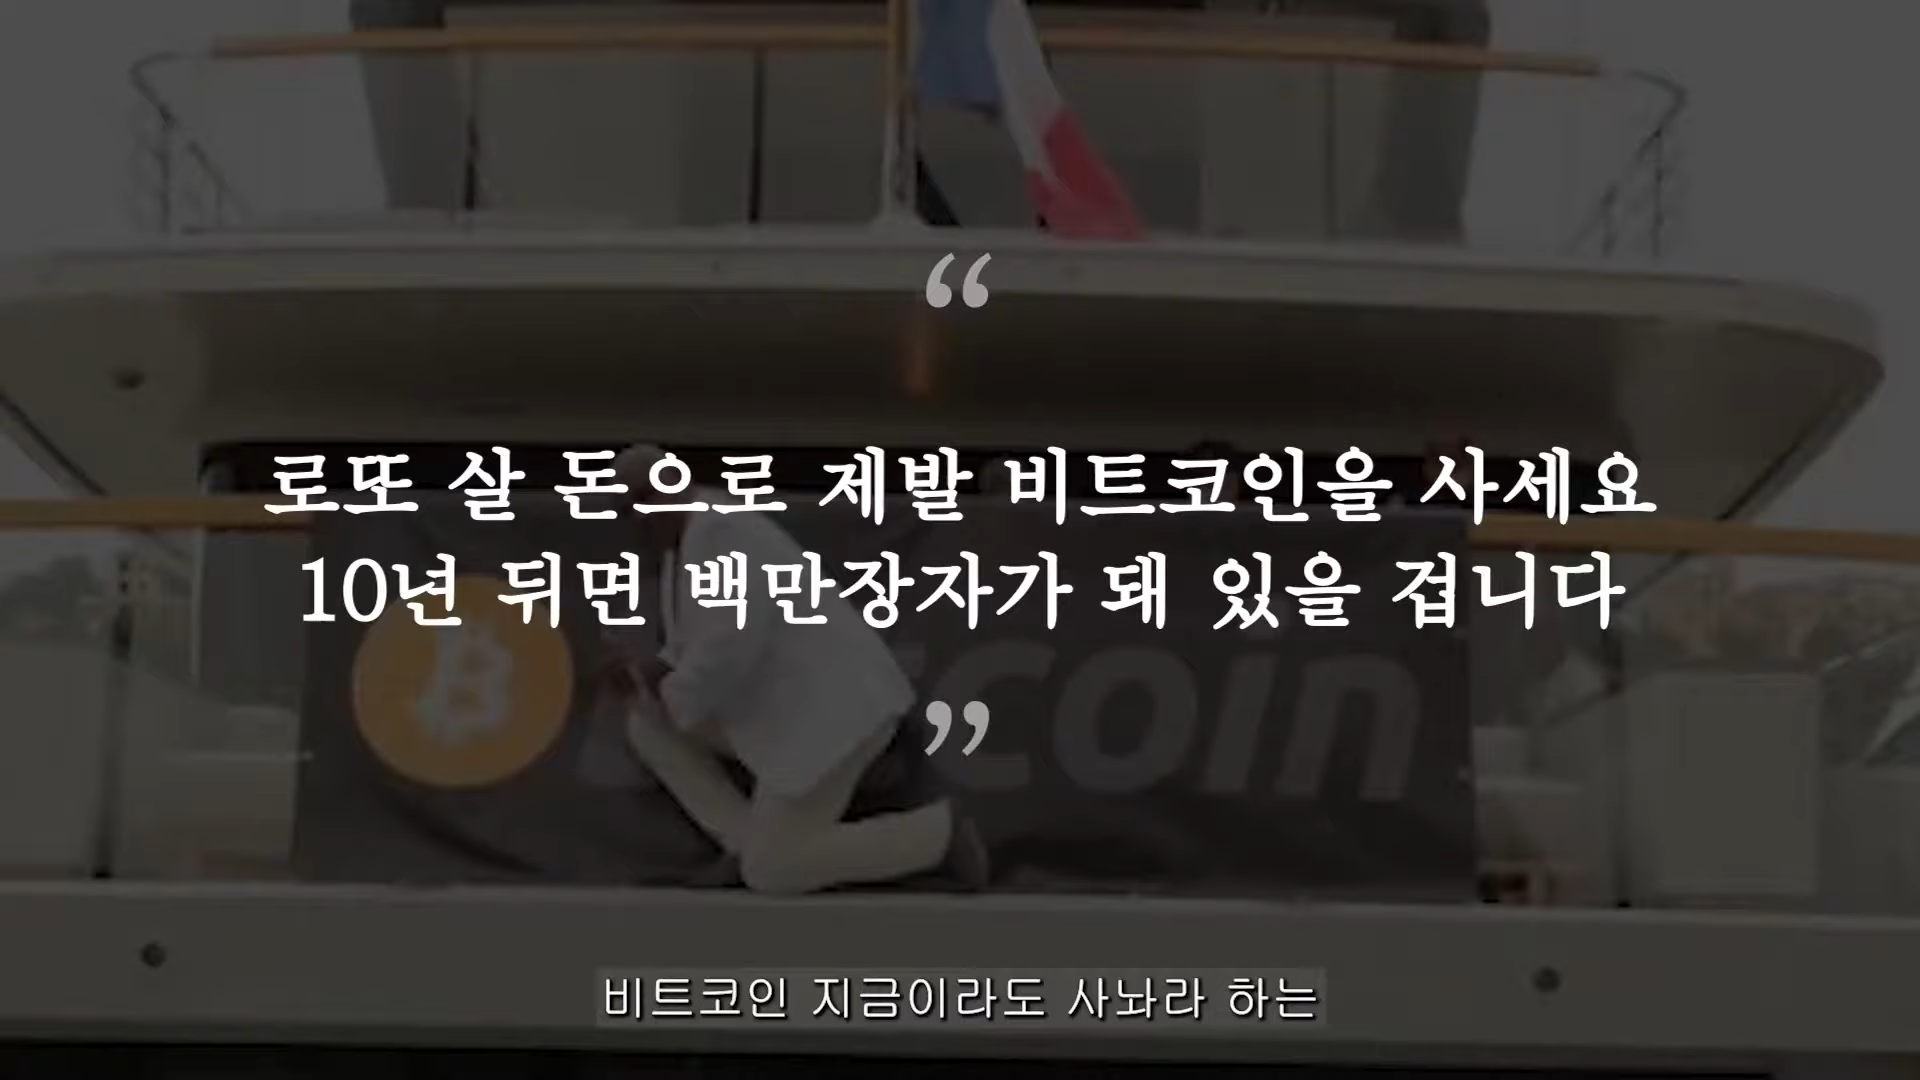 “
로또 살 돈으로 제발 비트코인을 사세요
10년 뒤면 백만장자가 돼 있을 겁니다
”
coin
비트코인 지금이라도 사놔라 하는